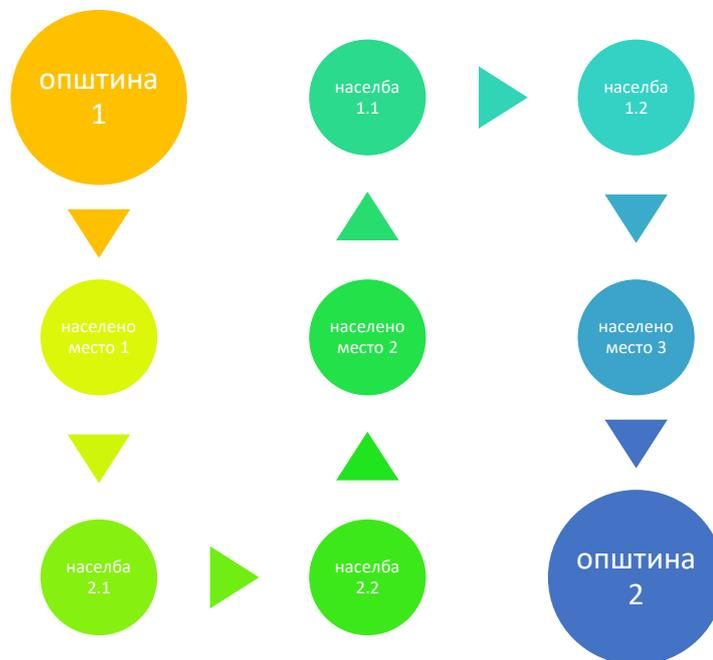 општина
1
населено
место 1
населба
2.1
населба
2.2
населено
место 2
населба
1.1
населба
1.2
населено
место 3
општина
2